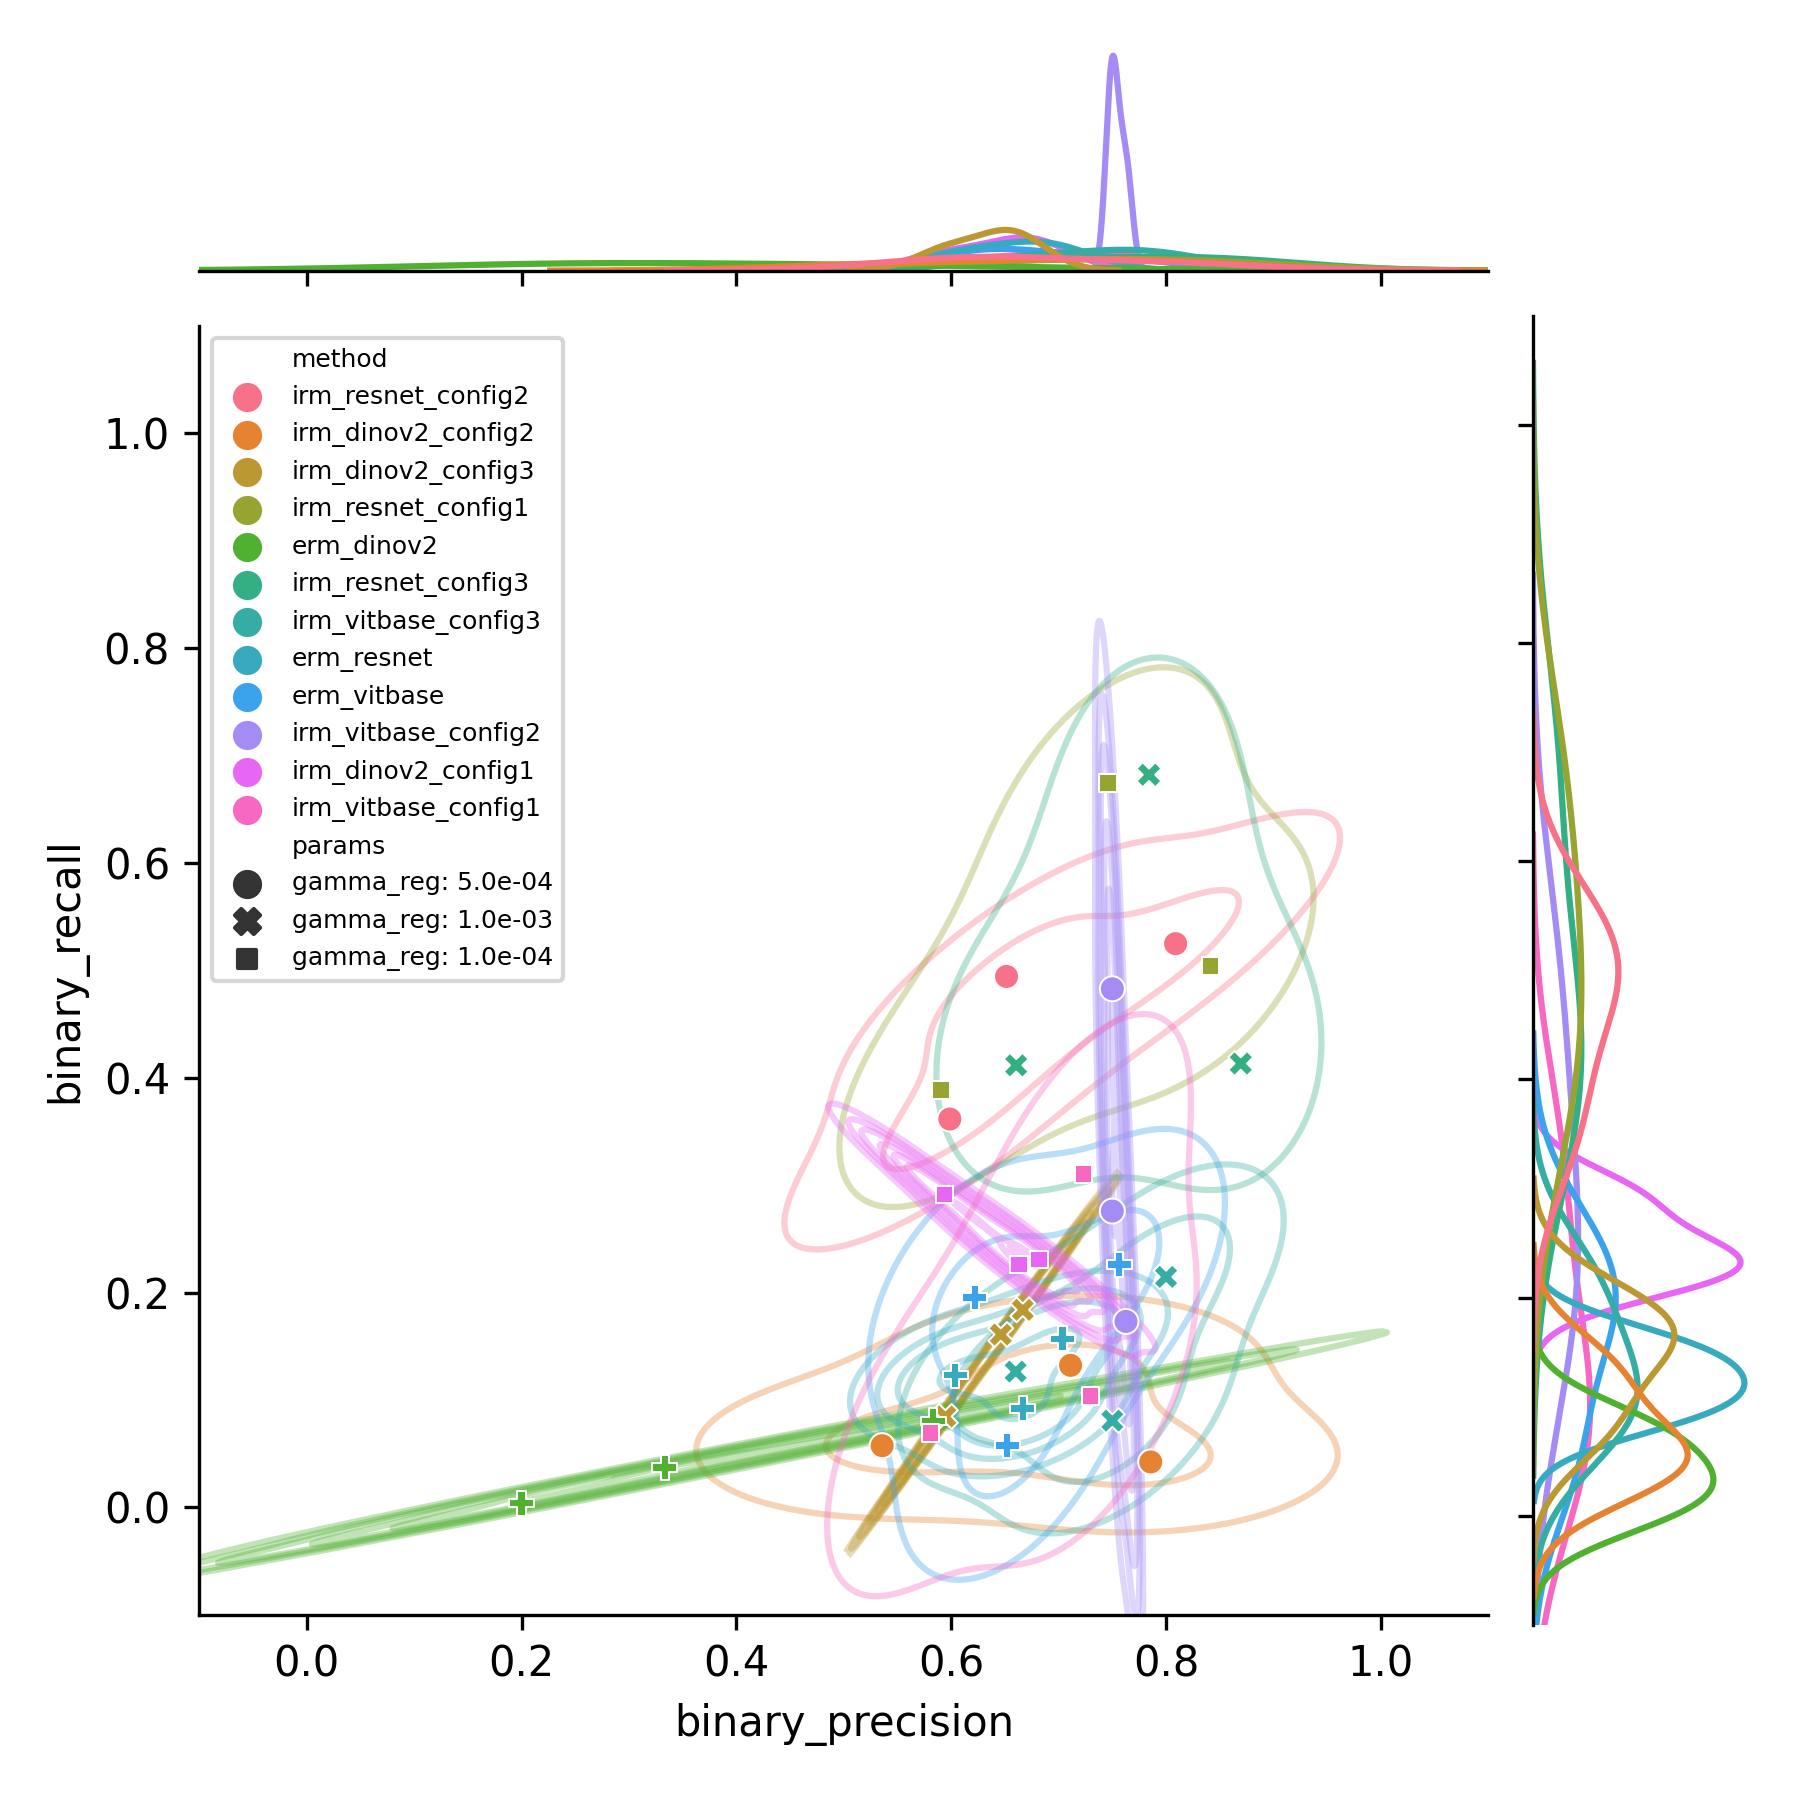 method
irm_resnet_config2
irm_dinov2_config2
irm_dinov2_config3
irm_resnet_config1
erm_dinov2
irm_resnet_config3
irm_vitbase_config3
erm_resnet
erm_vitbase
irm_vitbase_config2
irm_dinov2_config1
irm_vitbase_config1
params
gamma_reg: 5.0e-04
gamma_reg: 1.0e-03
gamma_reg: 1.0e-04
1.0
0.8
0.6
0.4
0.2
0.0
binary_recall
0.0 0.2 0.4 0.6 0.8 1.0
binary_precision